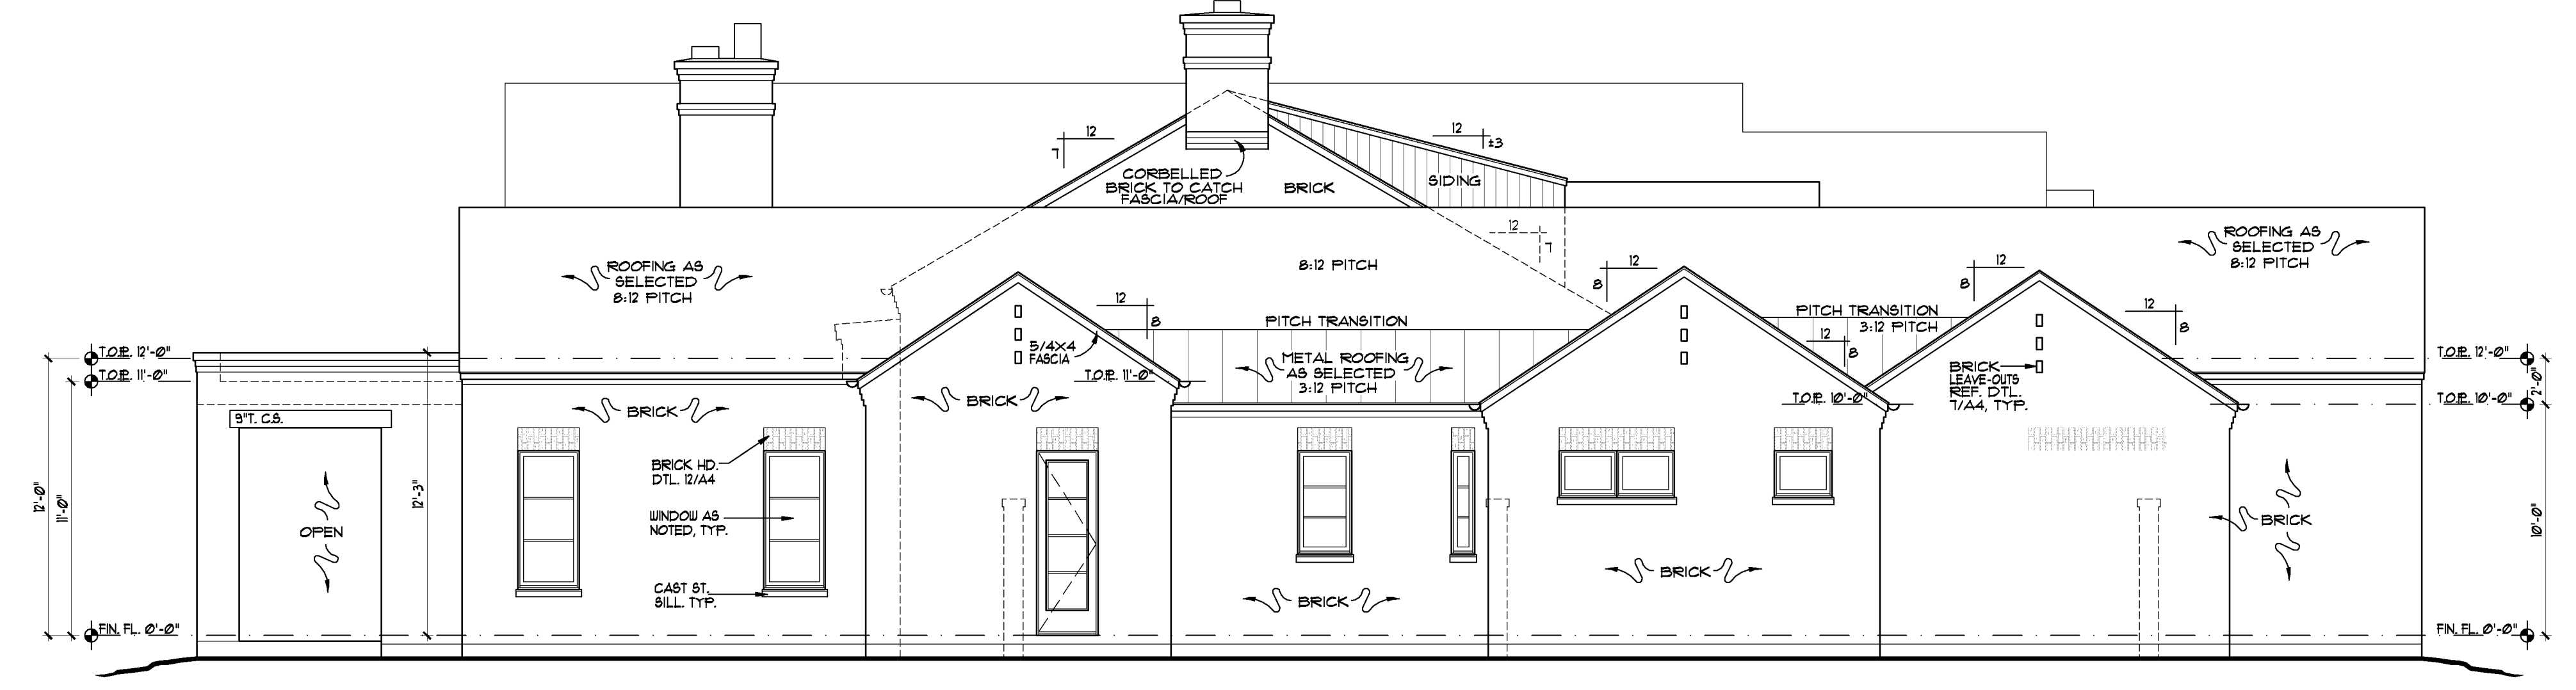 12
7
12
±3
CORBELLED
BRICK TO CATCH
FASCIA/ROOF
BRICK
SIDING
12
7
ROOFING AS
SELECTED
8:12 PITCH
8:12 PITCH
12
8
12
8
12
8
12
8
ROOFING AS
SELECTED
8:12 PITCH
PITCH TRANSITION
PITCH TRANSITION
3:12 PITCH
12
8
5/4X4
FASCIA
METAL ROOFING
AS SELECTED
3:12 PITCH
T.O.P. 12'-0"
T.O.P. 11'-0"
T.O.P. 11'-0"
T.O.P. 10'-0"
BRICK
LEAVE-OUTS
REF. DTL.
7/A4, TYP.
T.O.P. 12'-0"
2'-0"
T.O.P. 10'-0"
9"T. C.S.
BRICK
BRICK
BRICK HD.
DTL. 12/A4
12'-0"
11'-0"
12'-3"
OPEN
WINDOW AS
NOTED, TYP.
BRICK
10'-0"
CAST ST.
SILL. TYP.
BRICK
BRICK
FIN. FL. 0'-0"
FIN. FL. 0'-0"